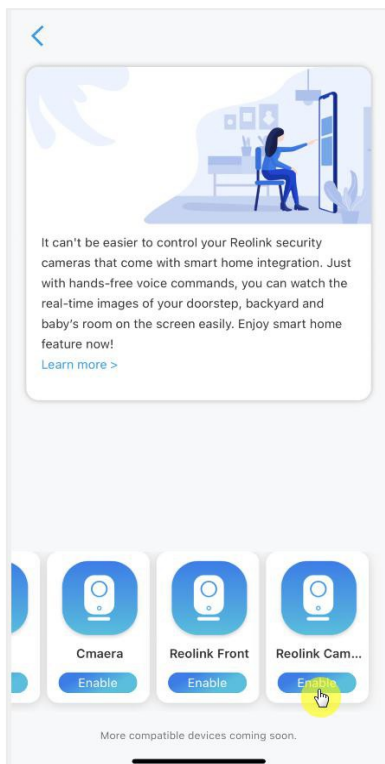 It can't be easier to control your Reolink security
cameras that come with smart home integration. Just
with hands-free voice commands, you can watch the
real-time images of your doorstep, backyard and
baby's room on the screen easily. Enjoy smart home
feature now!
Learn more >
Cmaera
Reolink Front
Reolink Cam...
Enable
Enable
Enable
More compatible devices coming soon.